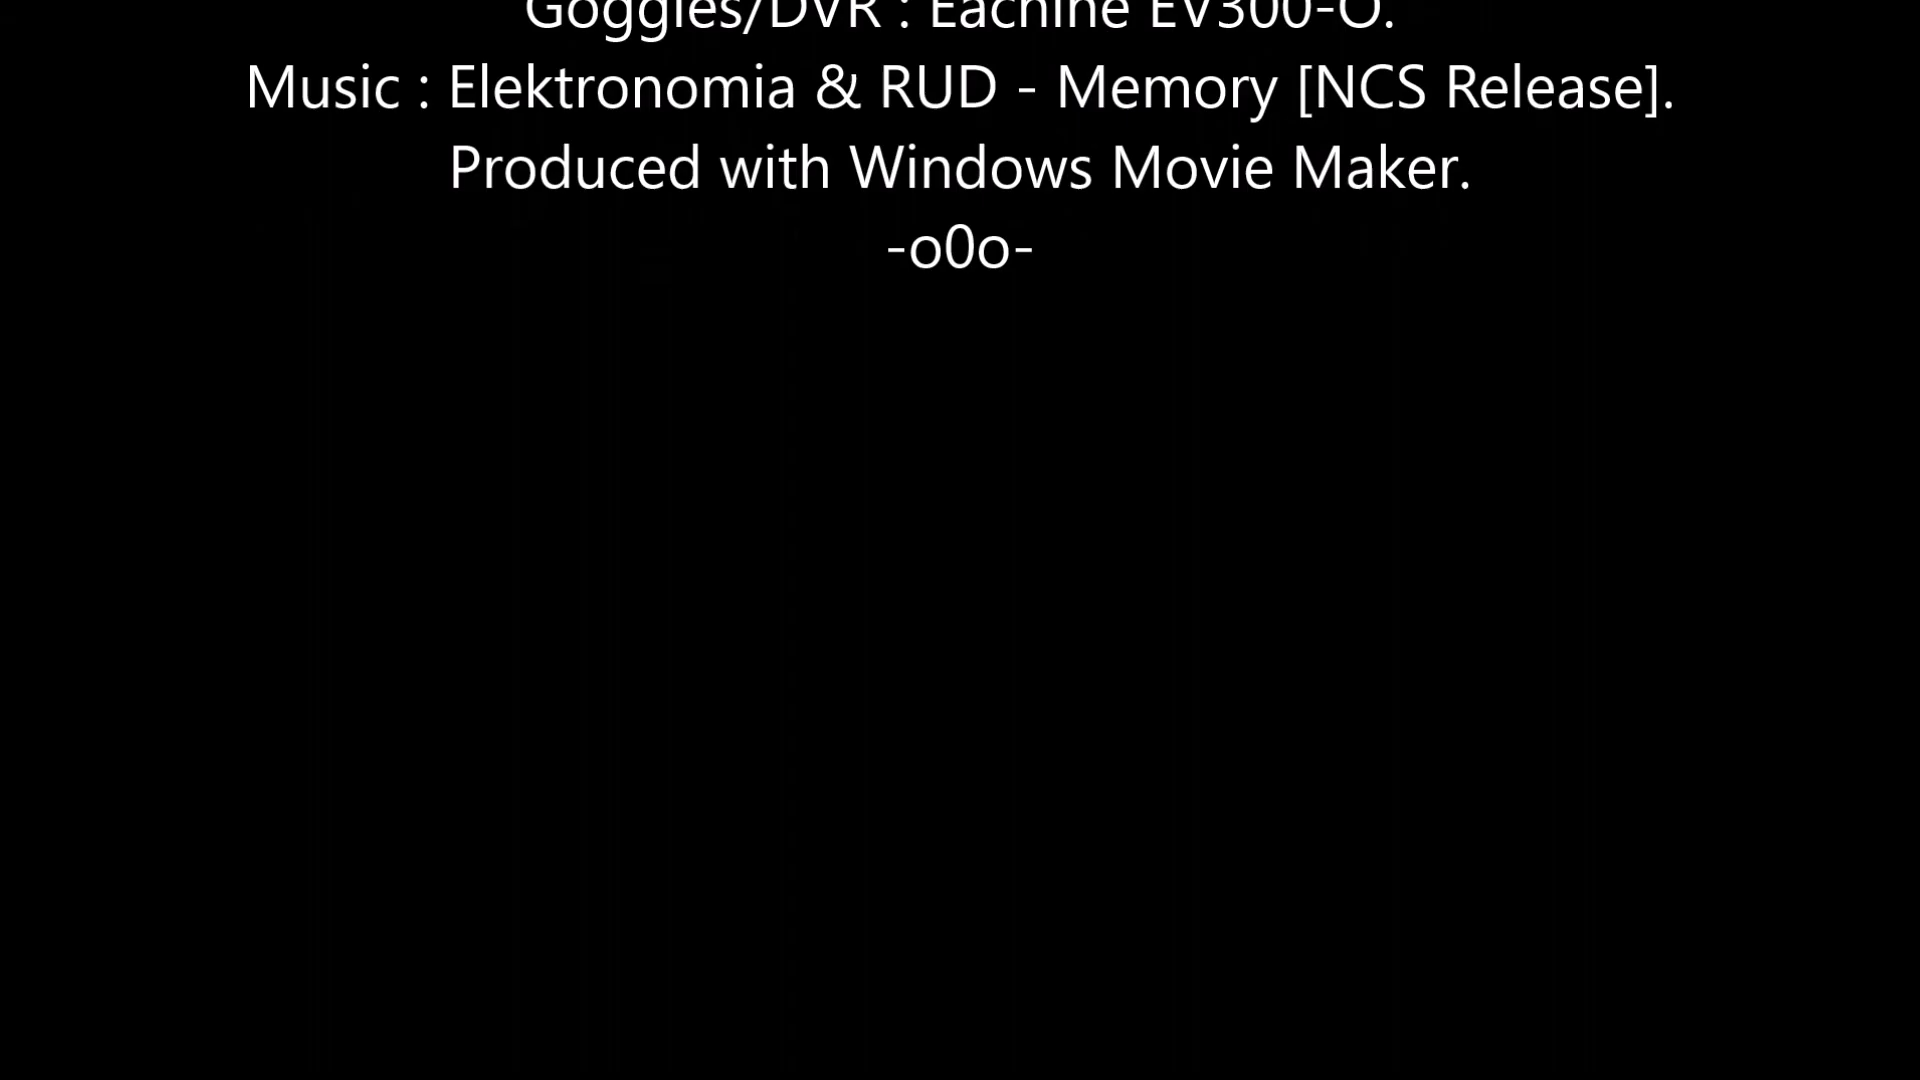 Goggles/DVR : Eachine EV300-O.
Music : Elektronomia & RUD - Memory [NCS Release].
Produced with Windows Movie Maker.
-o0o-